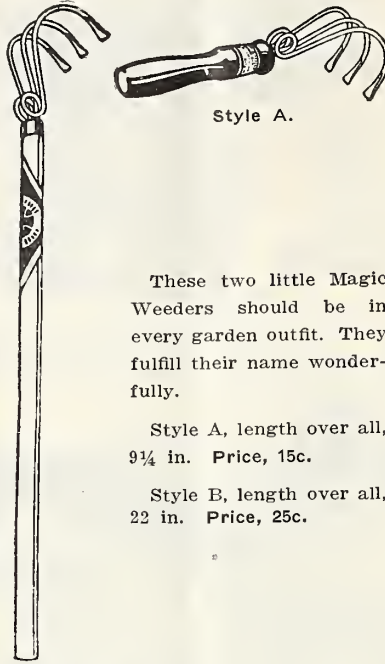 Style A.
These two little Magic
Weeders should be in
every garden outfit. They
fulfill their name wonder-
fully.
Style A, length over all,
9¼ in. Price, 15c.
Style B, length over all,
22 in. Price, 25c.